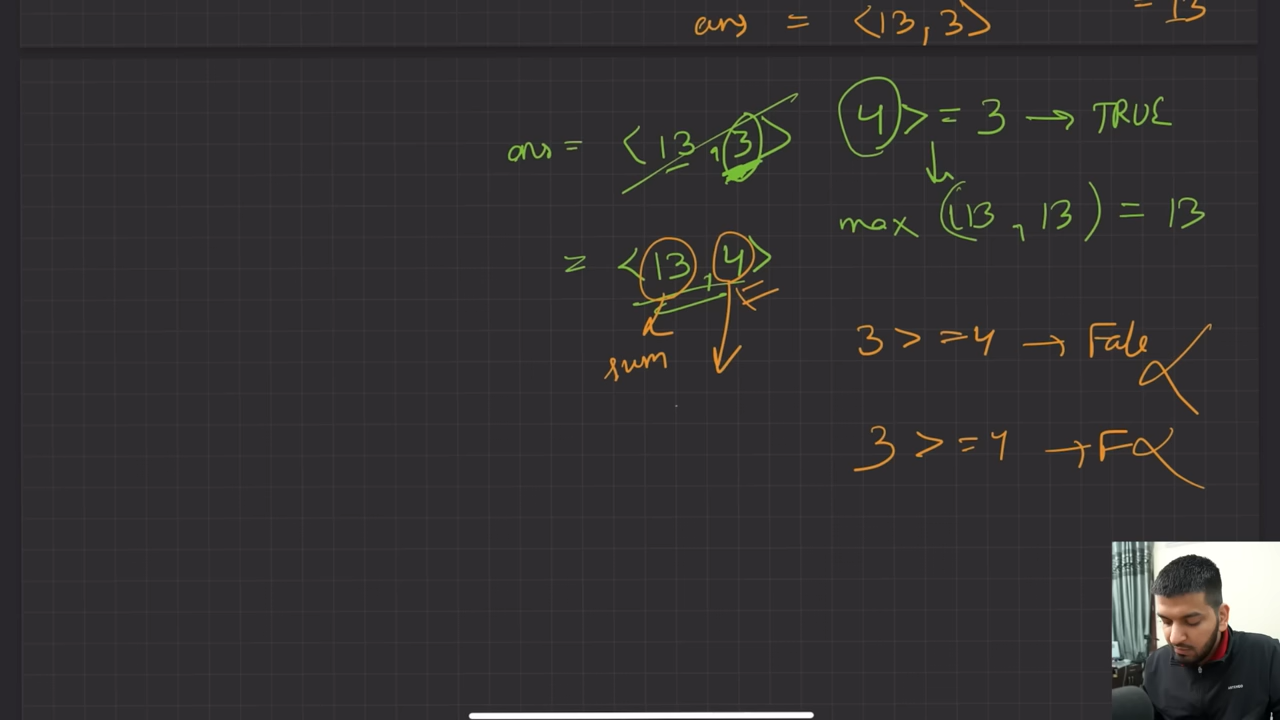 ans = <13, 3> = 13
ans = <13, 3> 4 >= 3 → TRUE
max (13, 13) = 13
= <13, 4>
sum
3 >= 4 → Fale
3 >= 4 → F